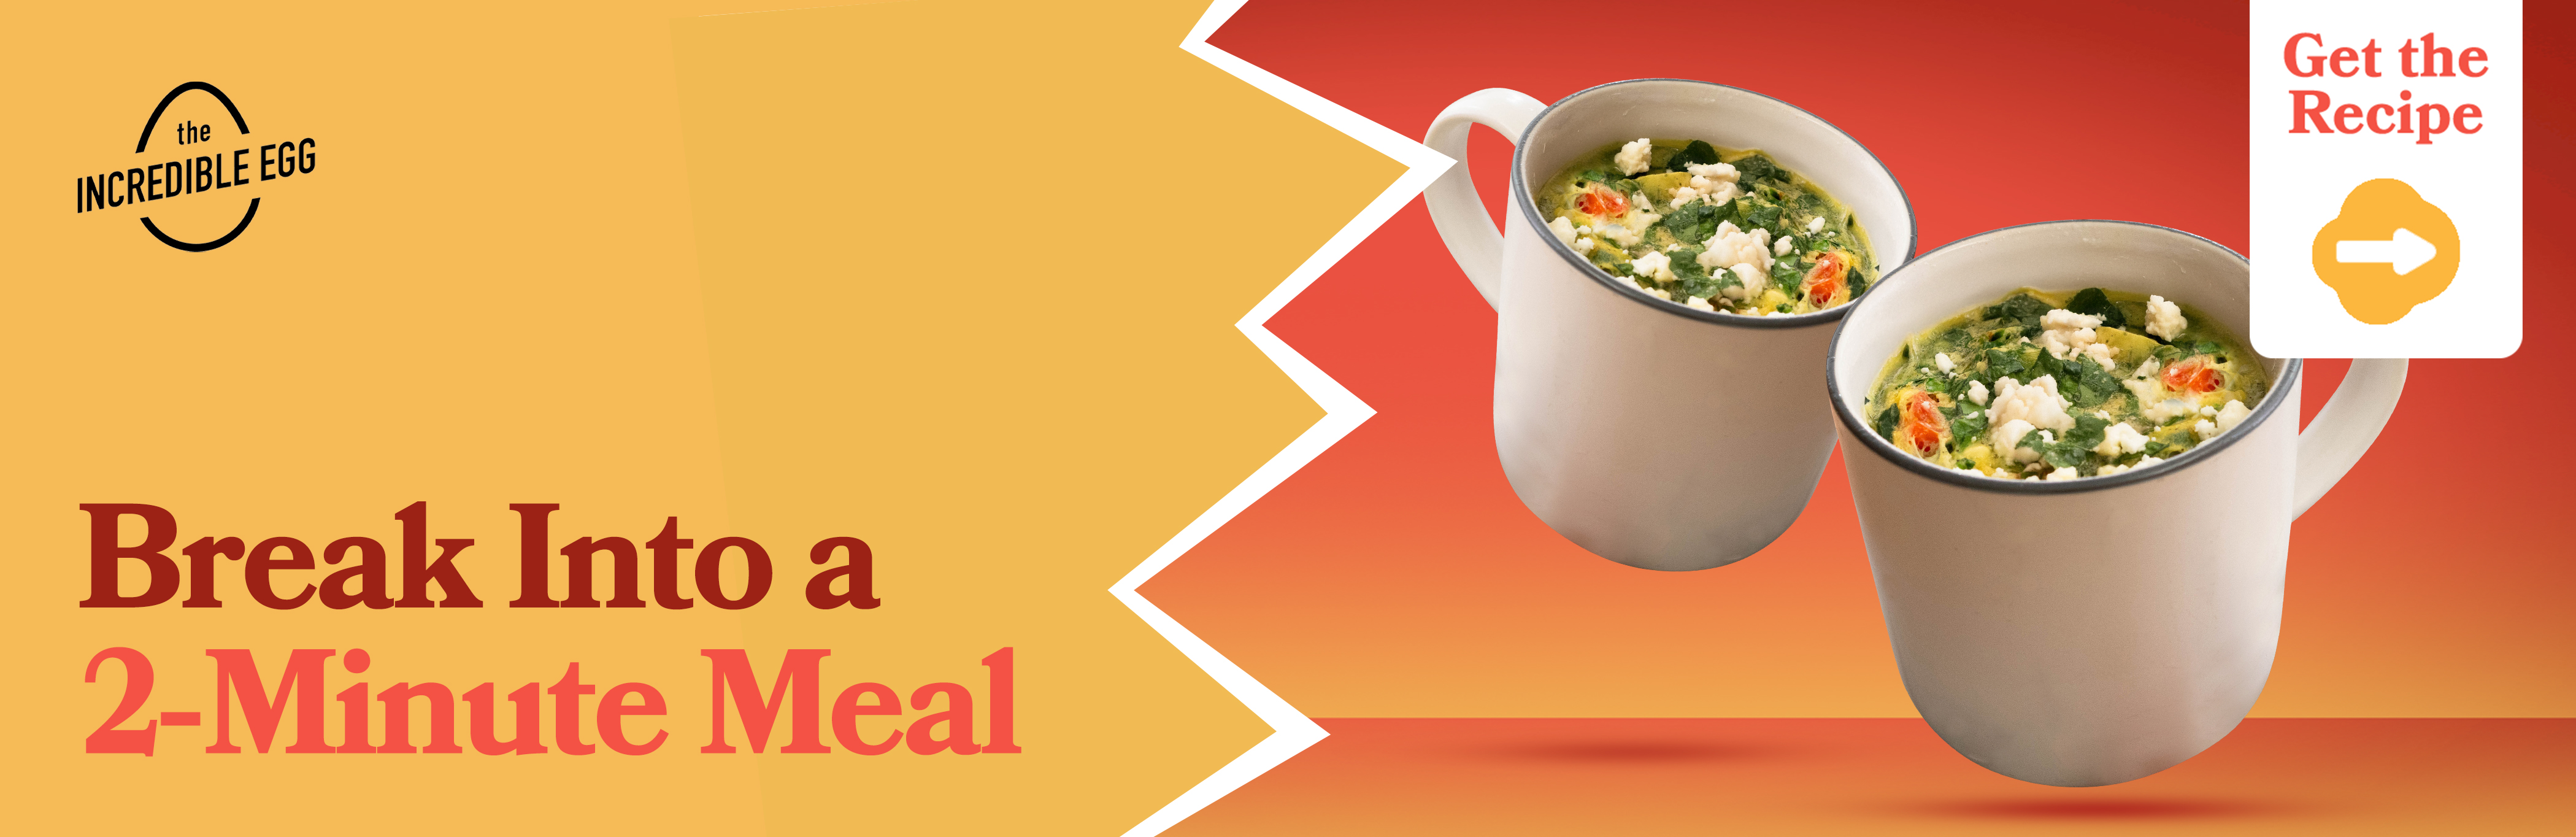 the
INCREDIBLE EGG
Break Into a
2-Minute Meal
Get the
Recipe